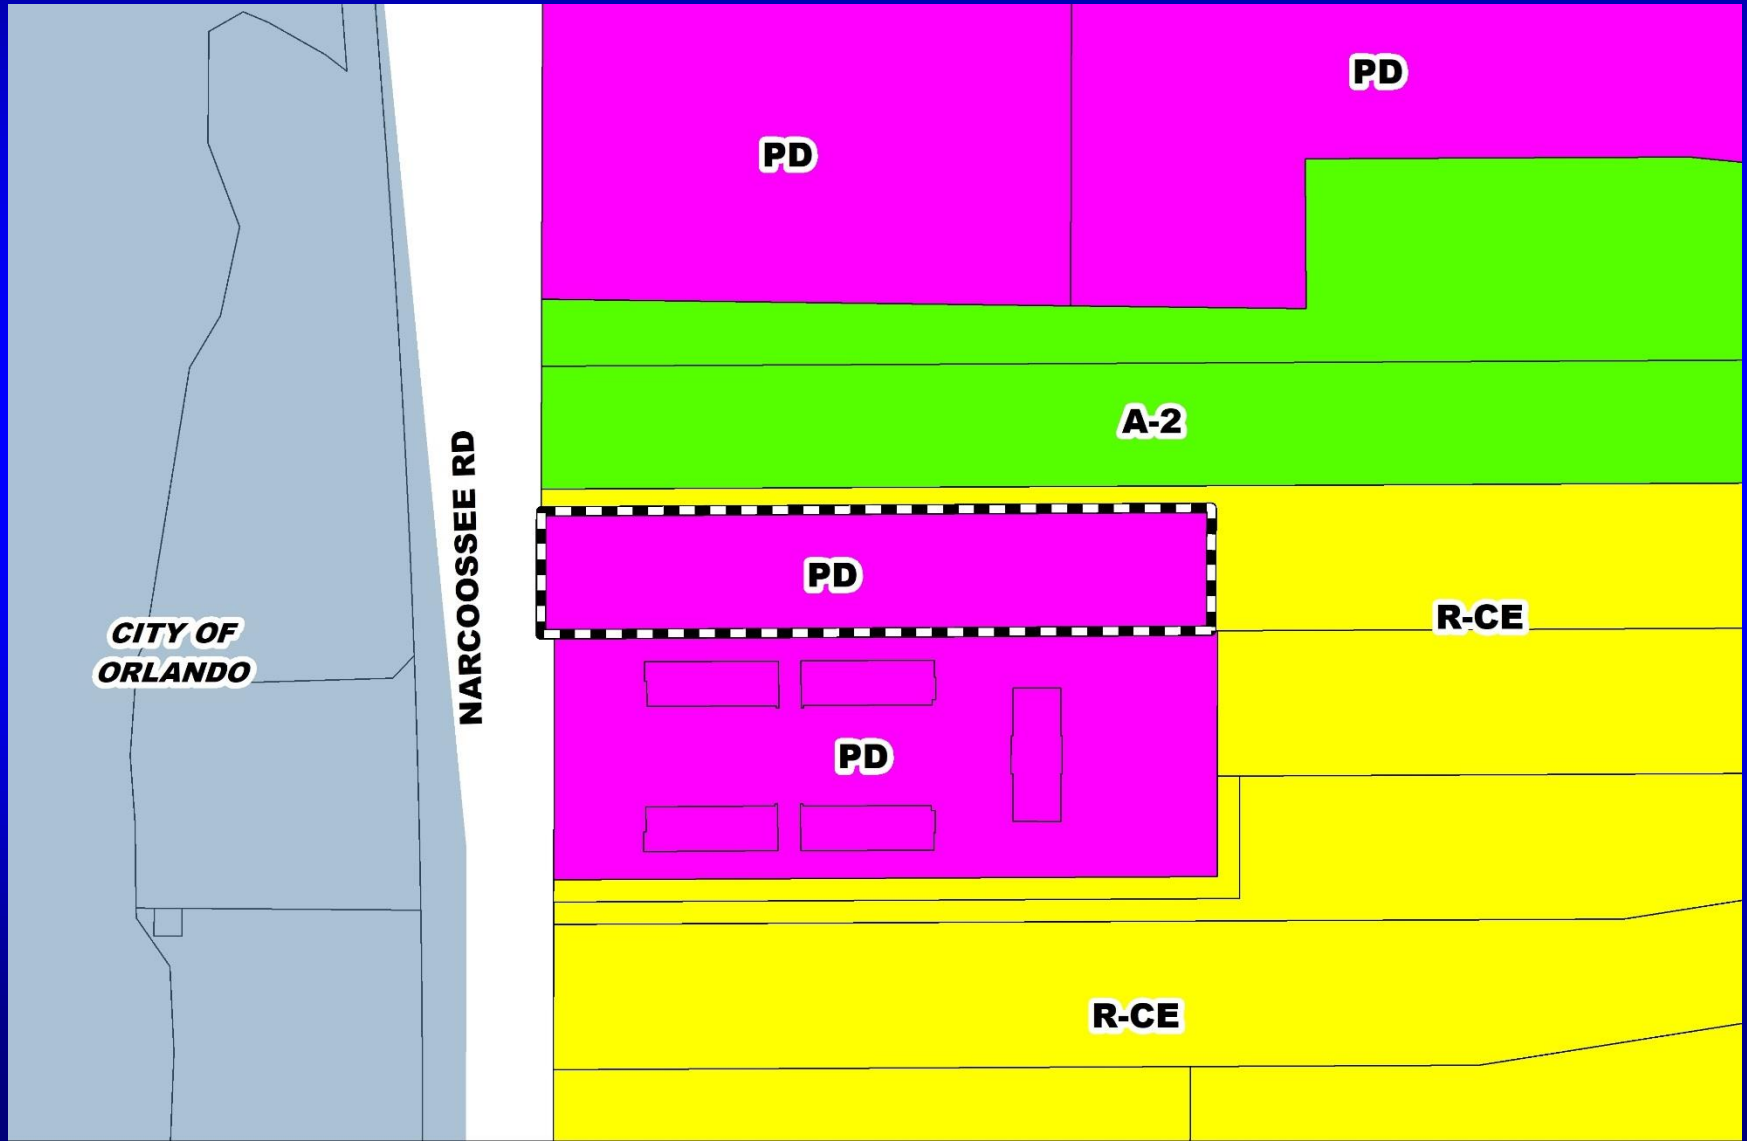 PD
PD
A-2
NARCOOSSEE RD
PD
R-CE
CITY OF
ORLANDO
PD
R-CE